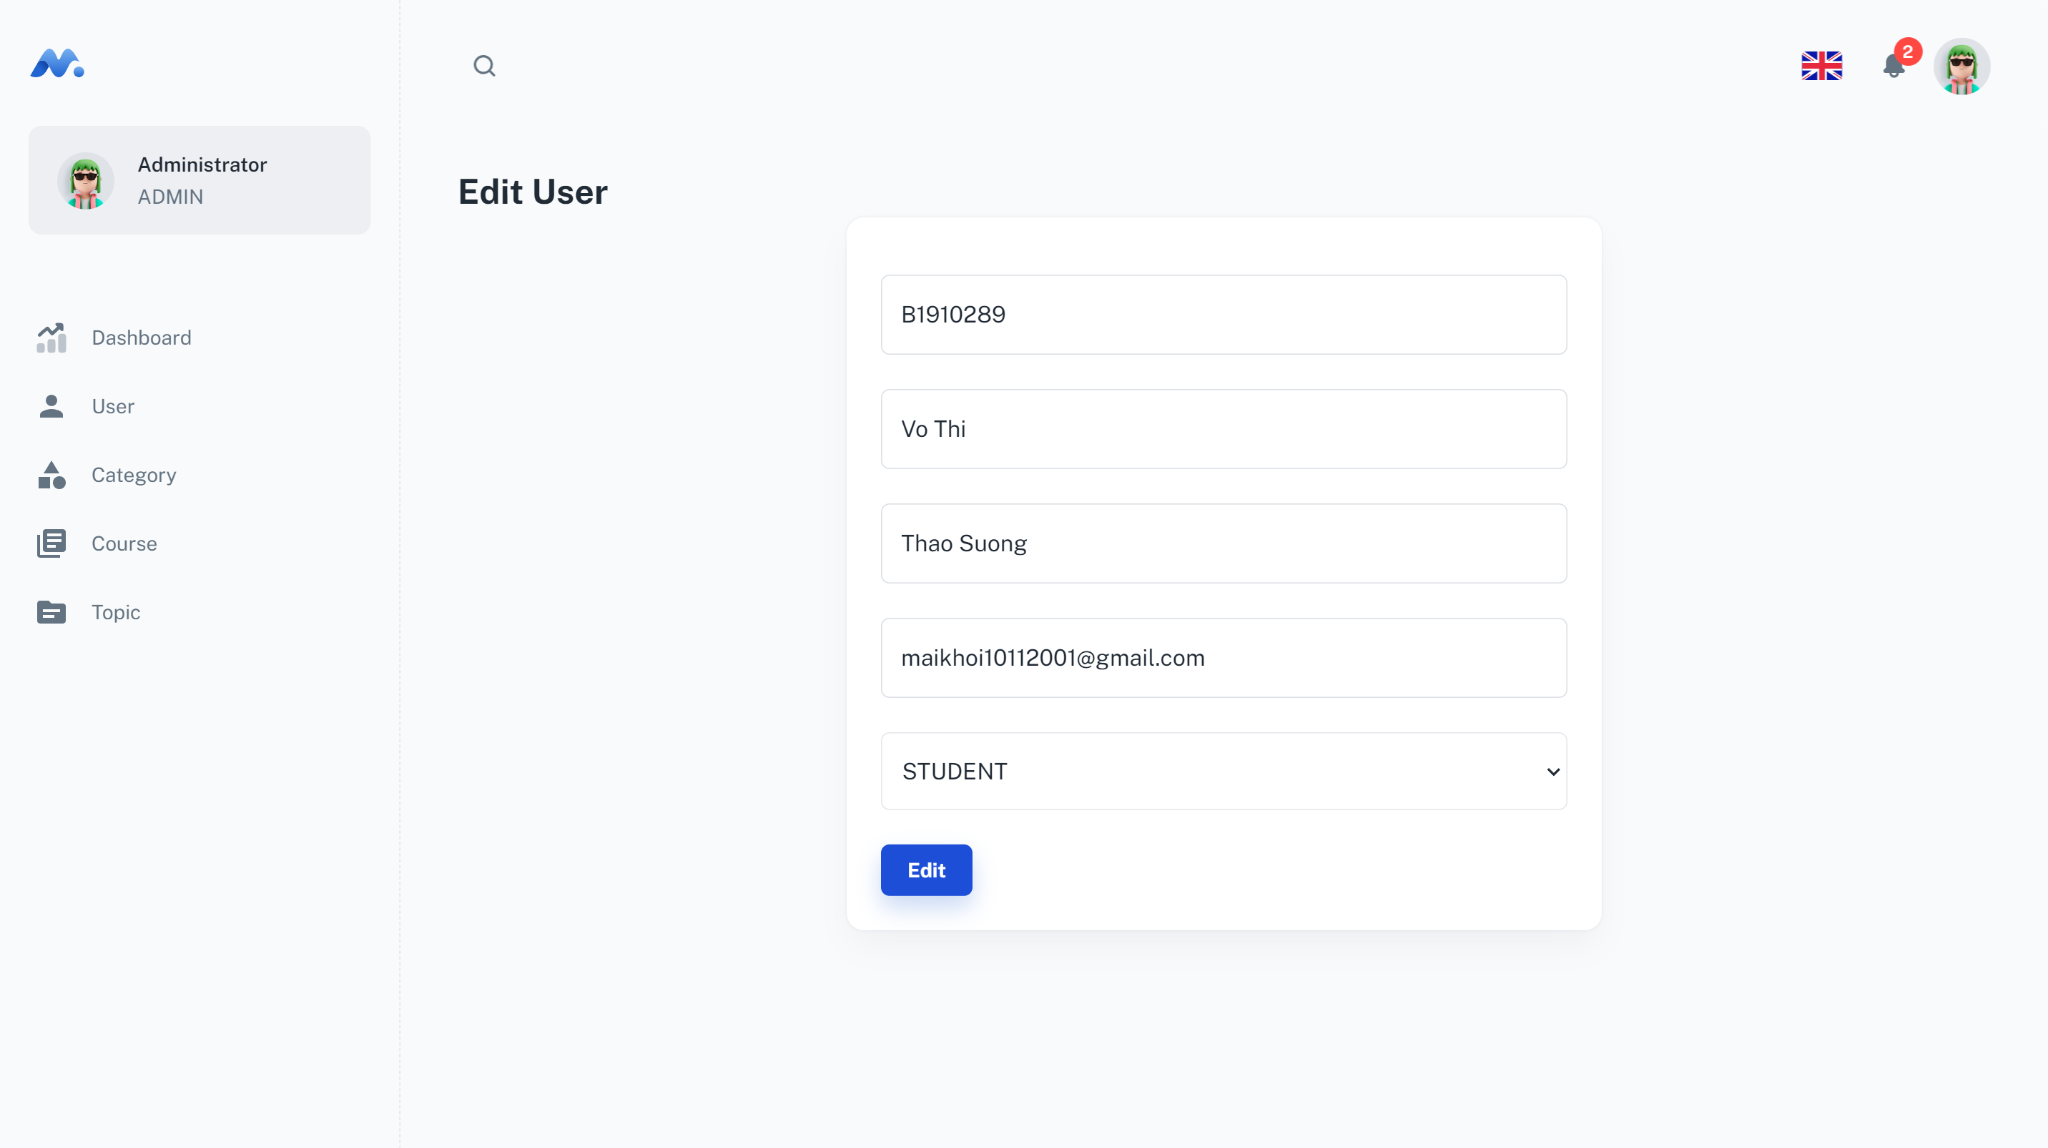 Administrator
ADMIN
Dashboard
User
Category
Course
Topic
2
Edit User
B1910289
Vo Thi
Thao Suong
maikhoi10112001@gmail.com
STUDENT
Edit